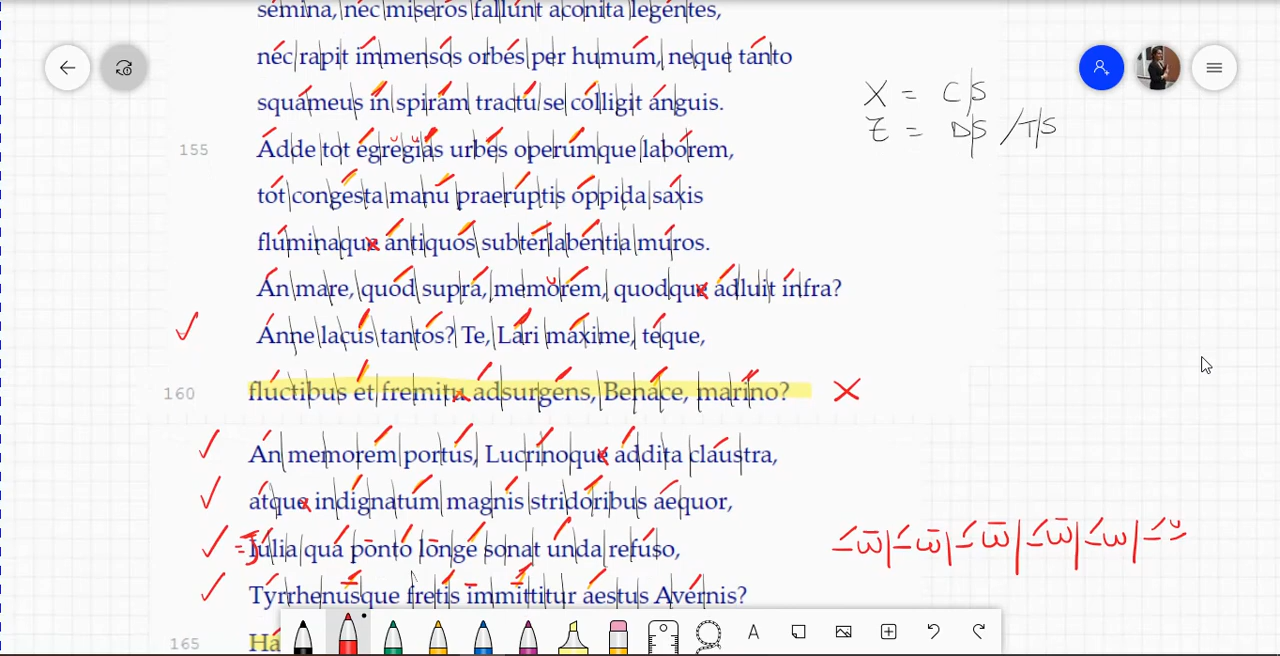 semina, nec miseros fallunt aconita legentes,
nec rapit immensos orbes per humum, neque tanto
squameus in spiram tractu se colligit anguis.
155 Adde tot egregias urbes operumque laborem,
tot congesta manu praeruptis oppida saxis
fluminaque antiquos subterlabentia muros.
An mare, quod supra, memorem, quodque adluit infra?
Anne lacus tantos? Te, Lari maxime, teque,
160 fluctibus et fremitu adsurgens, Benace, marino?
An memorem portus, Lucrinoque addita claustra,
atque indignatum magnis stridoribus aequor,
Iulia qua ponto longe sonat unda refuso,
Tyrrhenusque fretis immittitur aestus Avernis?
165 Ha
X = C|S
Z = D|S / T|S
= J
A